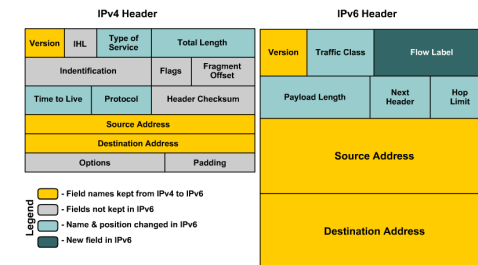 IPv4 Header
Version IHL Type of Service Total Length
Indentification Flags Fragment Offset
Time to Live Protocol Header Checksum
Source Address
Destination Address
Options Padding
Legend
- Field names kept from IPv4 to IPv6
- Fields not kept in IPv6
- Name & position changed in IPv6
- New field in IPv6
IPv6 Header
Version Traffic Class Flow Label
Payload Length Next Header Hop Limit
Source Address
Destination Address